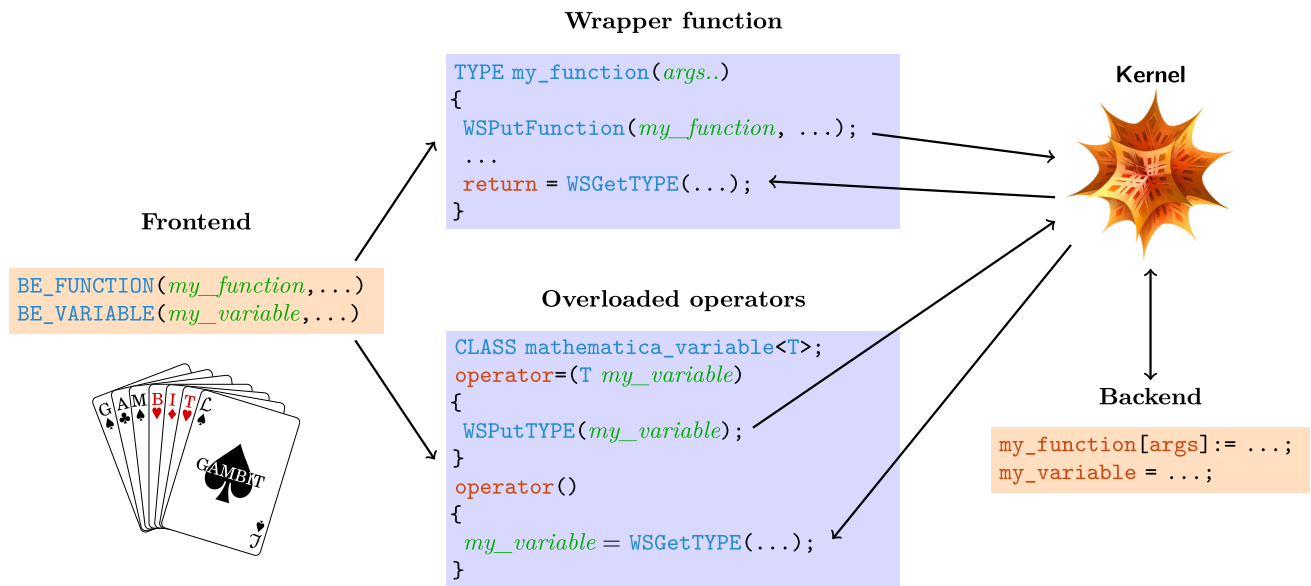 Wrapper function
TYPE my_function(args..)
{
WSPutFunction(my_function, ...);
...
return = WSGetTYPE(...);
}
Kernel
Frontend
BE_FUNCTION(my_function,...)
BE_VARIABLE(my_variable,...)
G A M B I T ℒ
GAMBIT
ℒ
Overloaded operators
CLASS mathematica_variable<T>;
operator=(T my_variable)
{
WSPutTYPE(my_variable);
}
operator()
{
my_variable = WSGetTYPE(...);
}
Backend
my_function[args]:= ...;
my_variable = ...;